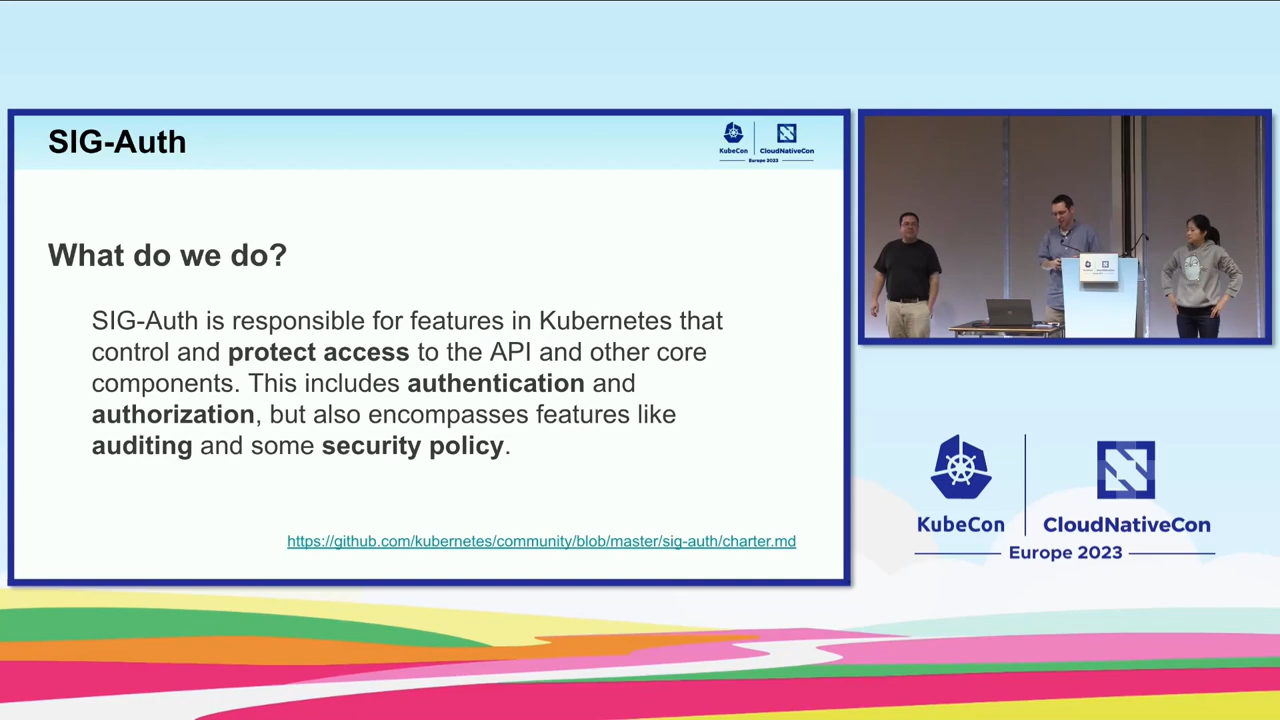 SIG-Auth
KubeCon
CloudNativeCon
Europe 2023
What do we do?
SIG-Auth is responsible for features in Kubernetes that
control and protect access to the API and other core
components. This includes authentication and
authorization, but also encompasses features like
auditing and some security policy.
https://github.com/kubernetes/community/blob/master/sig-auth/charter.md
KubeCon
CloudNativeCon
Europe 2023